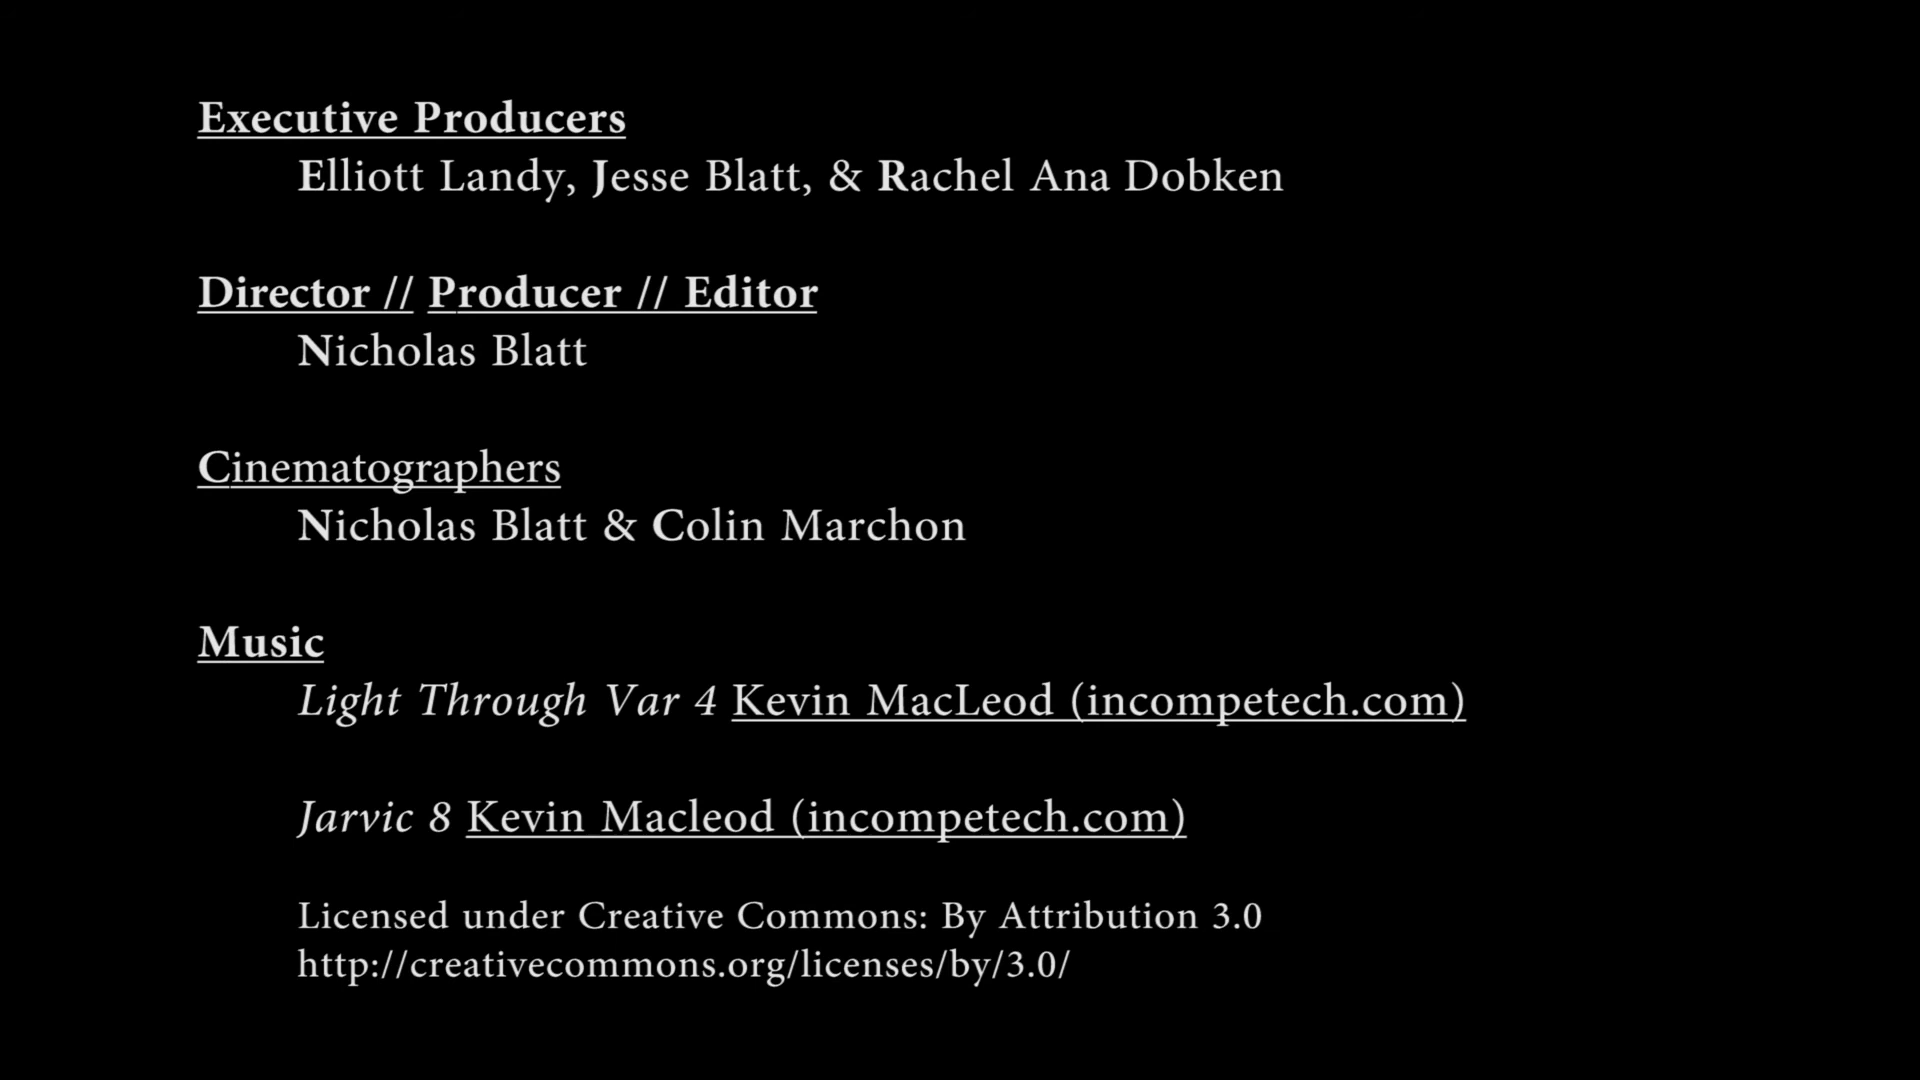 Executive Producers
Elliott Landy, Jesse Blatt, & Rachel Ana Dobken
Director // Producer // Editor
Nicholas Blatt
Cinematographers
Nicholas Blatt & Colin Marchon
Music
Light Through Var 4 Kevin MacLeod (incompetech.com)
Jarvic 8 Kevin Macleod (incompetech.com)
Licensed under Creative Commons: By Attribution 3.0
http://creativecommons.org/licenses/by/3.0/